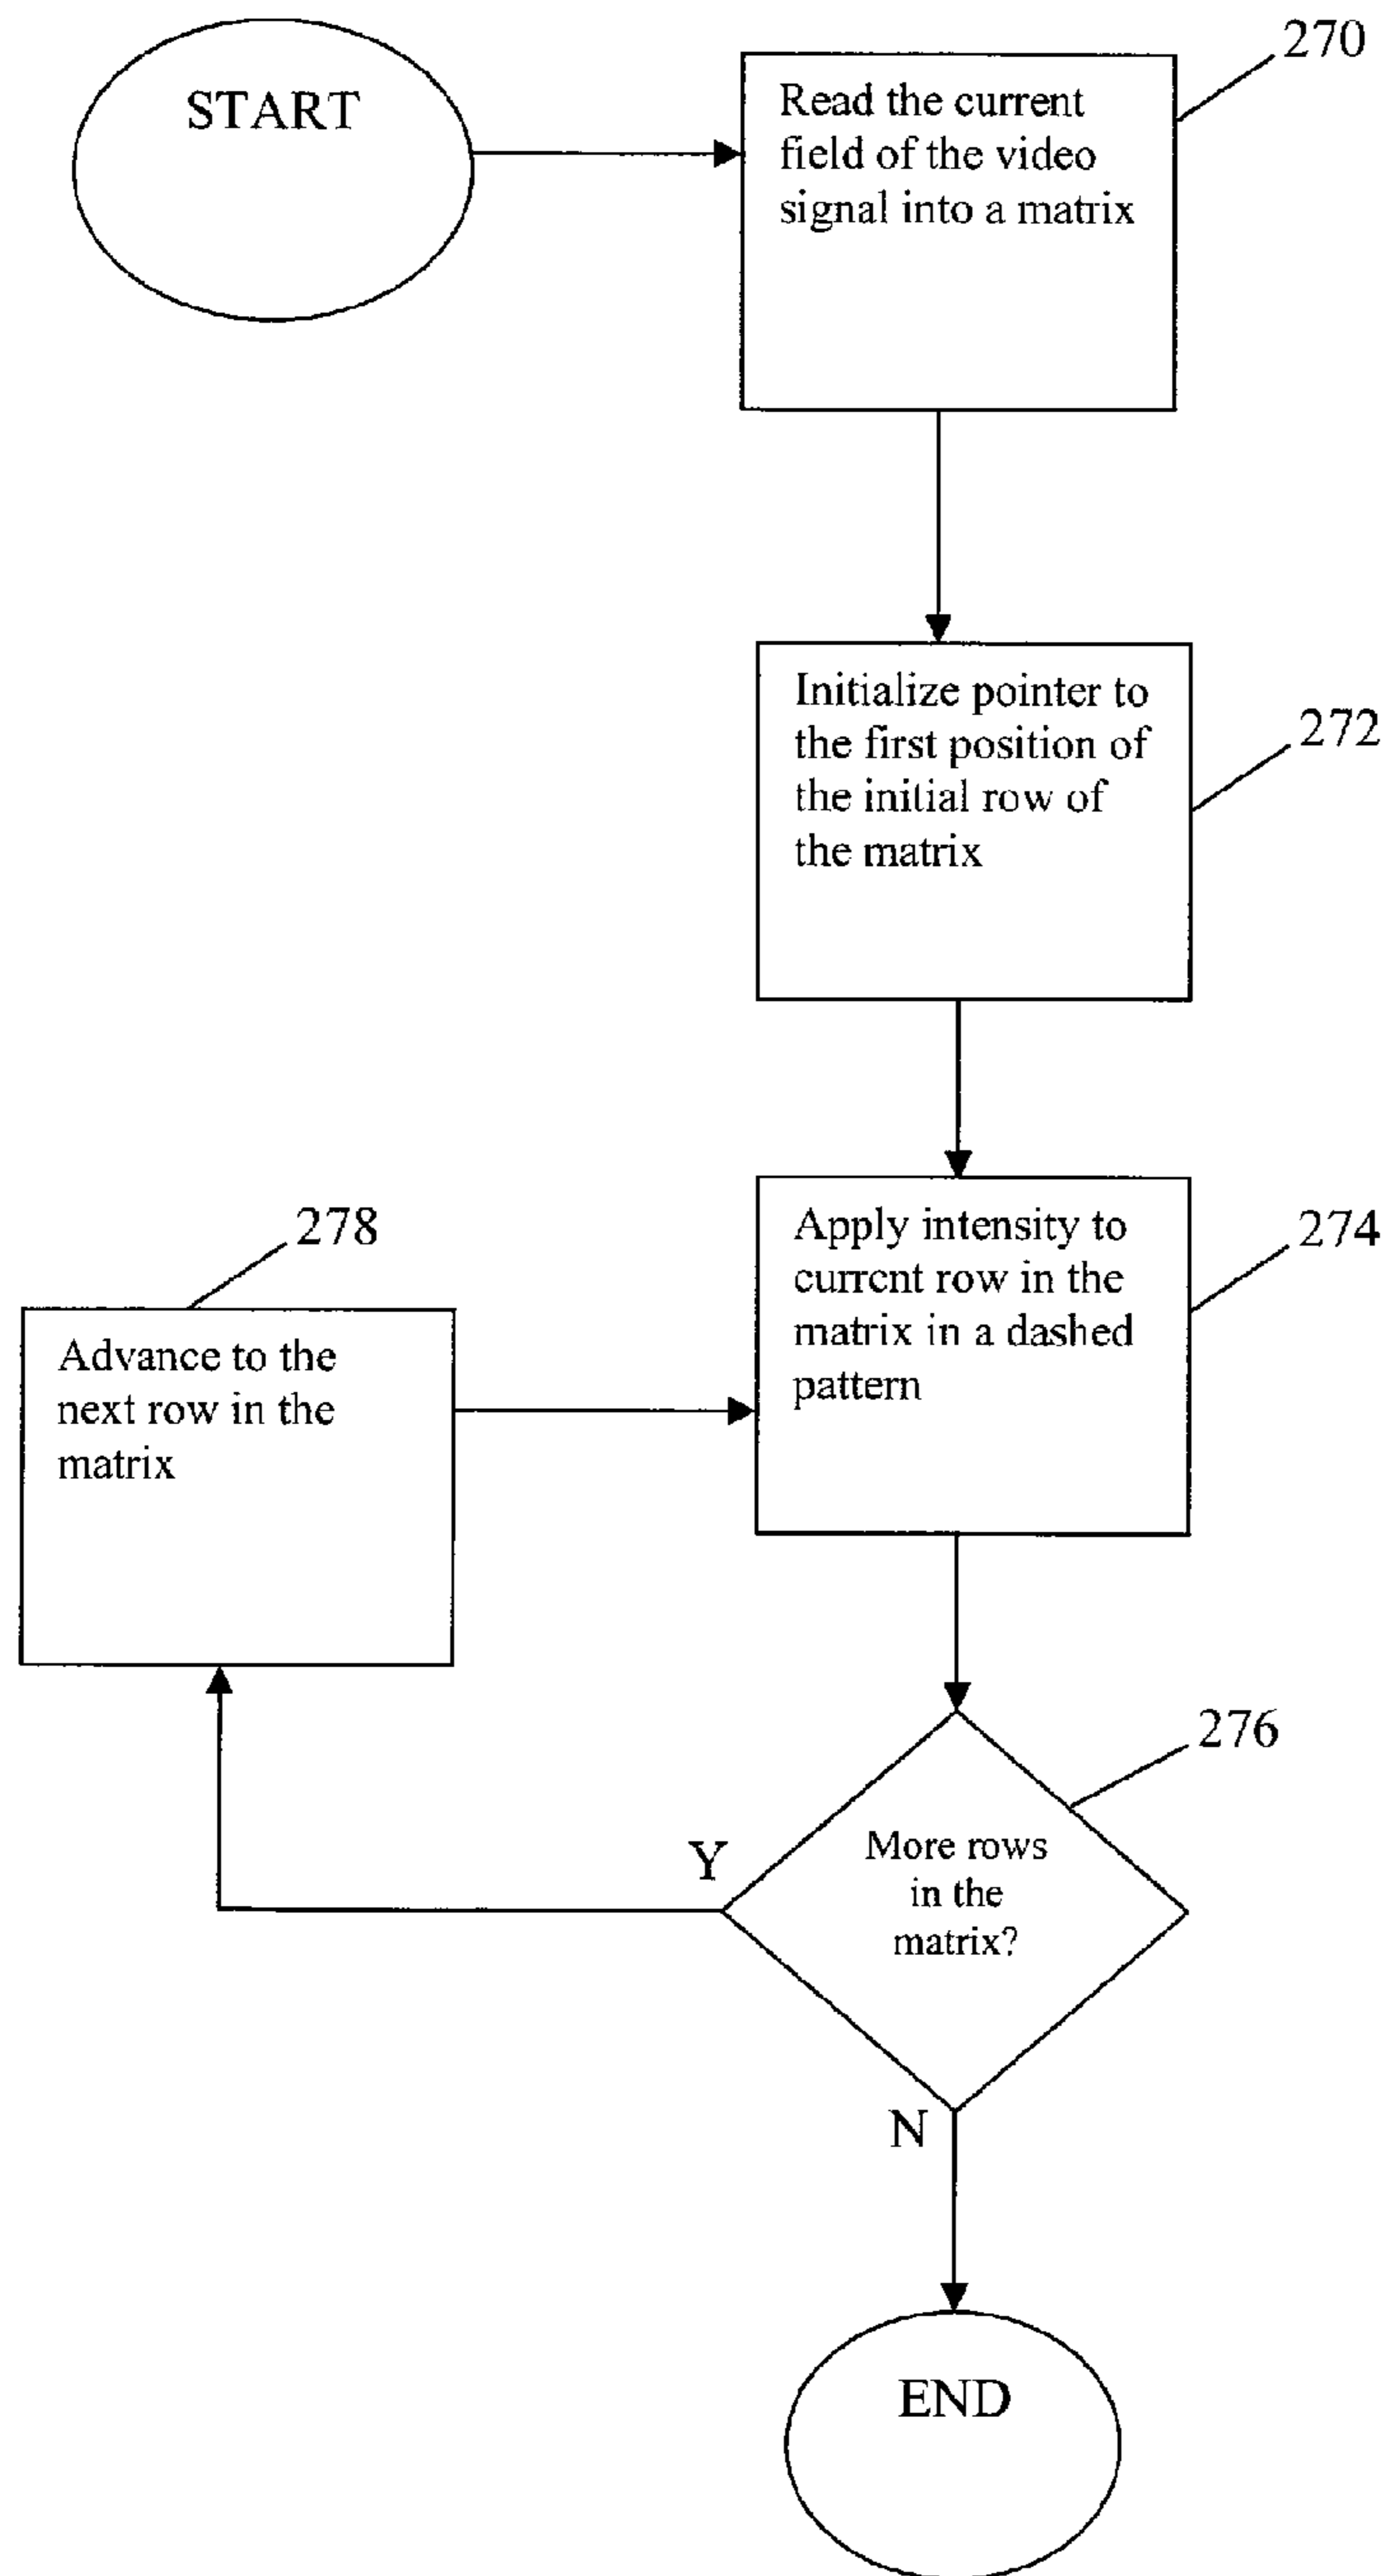 START
270
Read the current
field of the video
signal into a matrix
272
Initialize pointer to
the first position of
the initial row of
the matrix
274
Apply intensity to
current row in the
matrix in a dashed
pattern
278
Advance to the
next row in the
matrix
276
More rows
in the
matrix?
Y
N
END